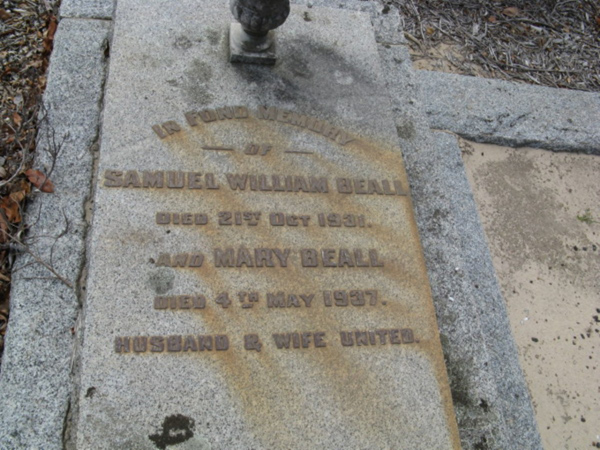 IN FOND MEMORY
OF
SAMUEL WILLIAM BEALL
DIED 21ST OCT 1931.
AND MARY BEALL
DIED 4TH MAY 1937.
HUSBAND & WIFE UNITED.